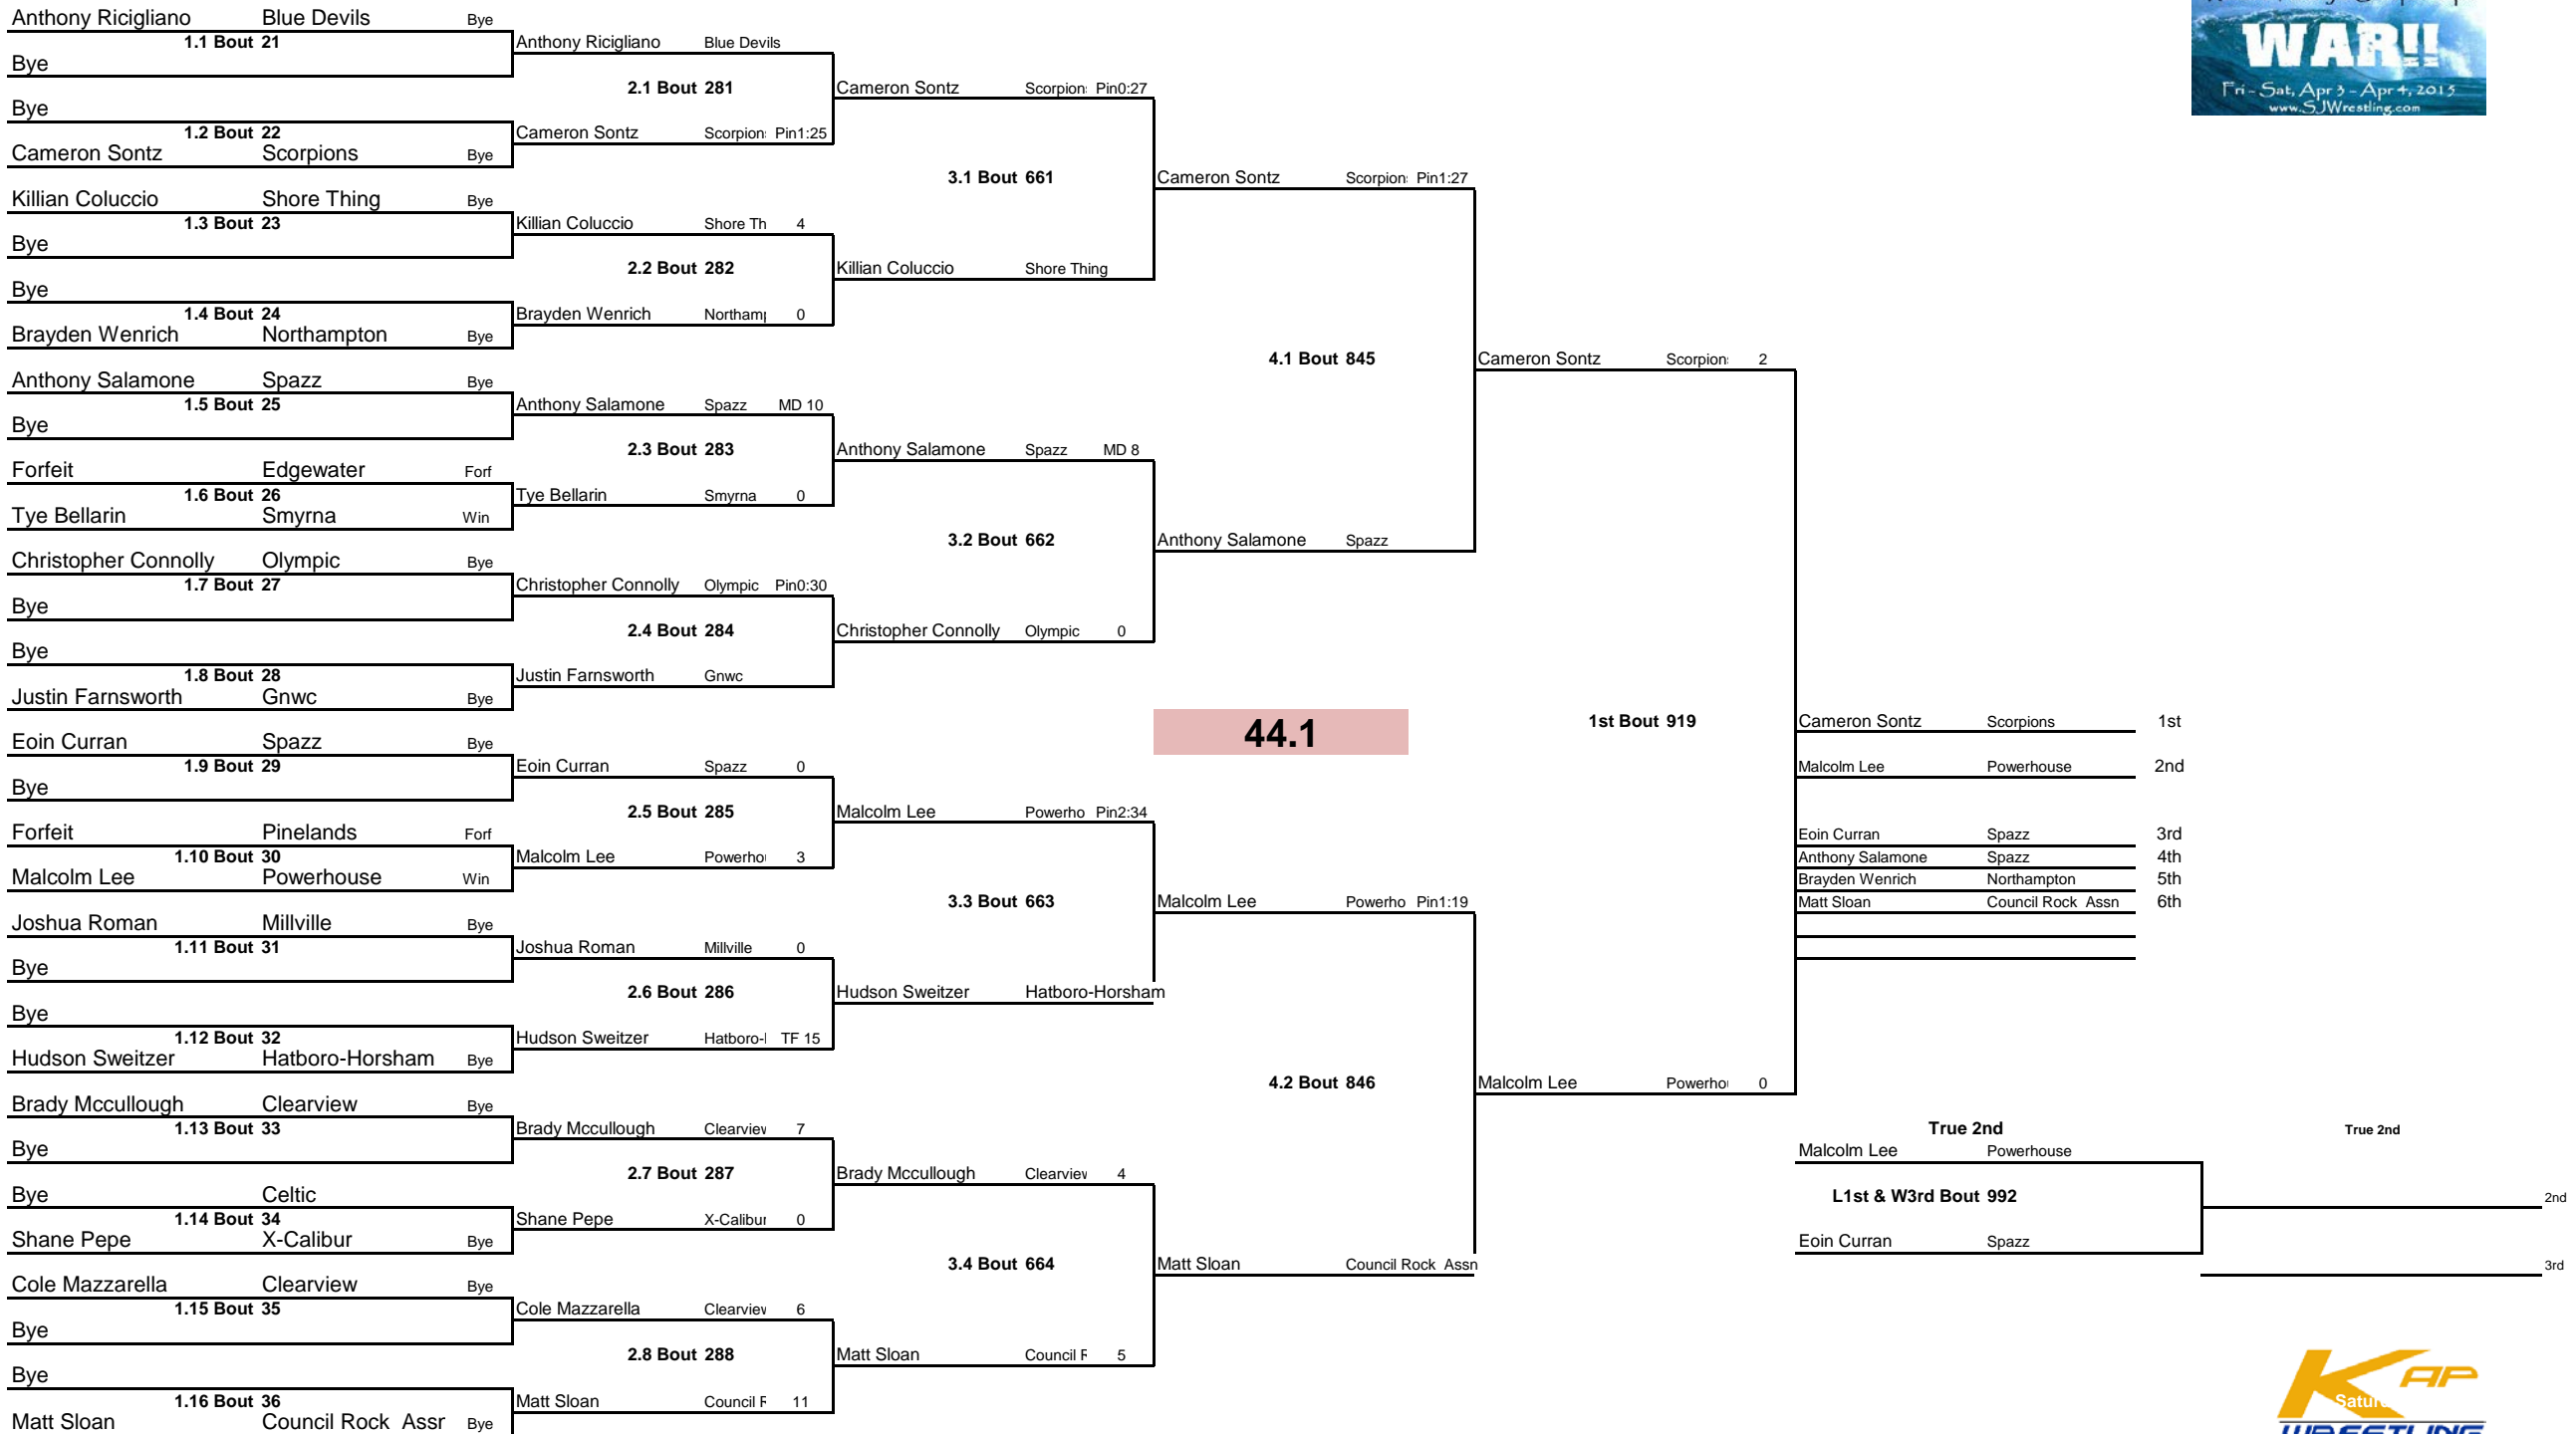 Anthony Ricigliano Blue Devils Bye
1.1 Bout 21
Bye
Bye
1.2 Bout 22
Cameron Sontz Scorpions Bye
Killian Coluccio Shore Thing Bye
1.3 Bout 23
Bye
Bye
1.4 Bout 24
Brayden Wenrich Northampton Bye
Anthony Salamone Spazz Bye
1.5 Bout 25
Bye
Forfeit Edgewater Forf
1.6 Bout 26
Tye Bellarin Smyrna Win
Christopher Connolly Olympic Bye
1.7 Bout 27
Bye
Bye
1.8 Bout 28
Justin Farnsworth Gnwc Bye
Eoin Curran Spazz Bye
1.9 Bout 29
Bye
Forfeit Pinelands Forf
1.10 Bout 30
Malcolm Lee Powerhouse Win
Joshua Roman Millville Bye
1.11 Bout 31
Bye
Bye
1.12 Bout 32
Hudson Sweitzer Hatboro-Horsham Bye
Brady Mccullough Clearview Bye
1.13 Bout 33
Bye
Bye Celtic
1.14 Bout 34
Shane Pepe X-Calibur Bye
Cole Mazzarella Clearview Bye
1.15 Bout 35
Bye
Bye
1.16 Bout 36
Matt Sloan Council Rock Assr Bye
Anthony Ricigliano Blue Devils
2.1 Bout 281
Cameron Sontz Scorpion Pin1:25
Killian Coluccio Shore Th 4
2.2 Bout 282
Brayden Wenrich Northam 0
Anthony Salamone Spazz MD 10
2.3 Bout 283
Tye Bellarin Smyrna 0
Christopher Connolly Olympic Pin0:30
2.4 Bout 284
Justin Farnsworth Gnwc
Eoin Curran Spazz 0
2.5 Bout 285
Malcolm Lee Powerho 3
Joshua Roman Millville 0
2.6 Bout 286
Hudson Sweitzer Hatboro- TF 15
Brady Mccullough Clearview 7
2.7 Bout 287
Shane Pepe X-Calibur 0
Cole Mazzarella Clearview 6
2.8 Bout 288
Matt Sloan Council R 11
Cameron Sontz Scorpion Pin0:27
3.1 Bout 661
Killian Coluccio Shore Thing
Anthony Salamone Spazz MD 8
3.2 Bout 662
Christopher Connolly Olympic 0
Malcolm Lee Powerho Pin2:34
3.3 Bout 663
Hudson Sweitzer Hatboro-Horsham
Brady Mccullough Clearview 4
3.4 Bout 664
Matt Sloan Council R 5
Cameron Sontz Scorpion Pin1:27
4.1 Bout 845
Anthony Salamone Spazz
44.1
Malcolm Lee Powerho Pin1:19
4.2 Bout 846
Matt Sloan Council Rock Assn
Cameron Sontz Scorpion 2
1st Bout 919
Malcolm Lee Powerho 0
Cameron Sontz Scorpions 1st
Malcolm Lee Powerhouse 2nd
Eoin Curran Spazz 3rd
Anthony Salamone Spazz 4th
Brayden Wenrich Northampton 5th
Matt Sloan Council Rock Assn 6th
True 2nd
Malcolm Lee Powerhouse
L1st & W3rd Bout 992
Eoin Curran Spazz
True 2nd
2nd
3rd
WAR!!
Fri - Sat, Apr 3 - Apr 4, 2015
www.SJWrestling.com
KAP
Satur
WRESTLING